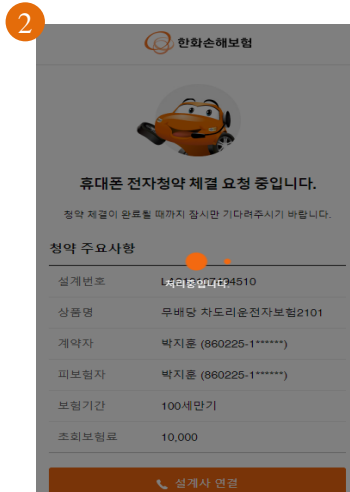 2
한화손해보험
휴대폰 전자청약 체결 요청 중입니다.
청약 체결이 완료될 때까지 잠시만 기다려주시기 바랍니다.
청약 주요사항
설계번호
처리중입니다.
상품명 무배당 차도리운전자보험2101
계약자 박지훈 (860225-1******)
피보험자 박지훈 (860225-1******)
보험기간 100세만기
초회보험료 10,000
설계사 연결